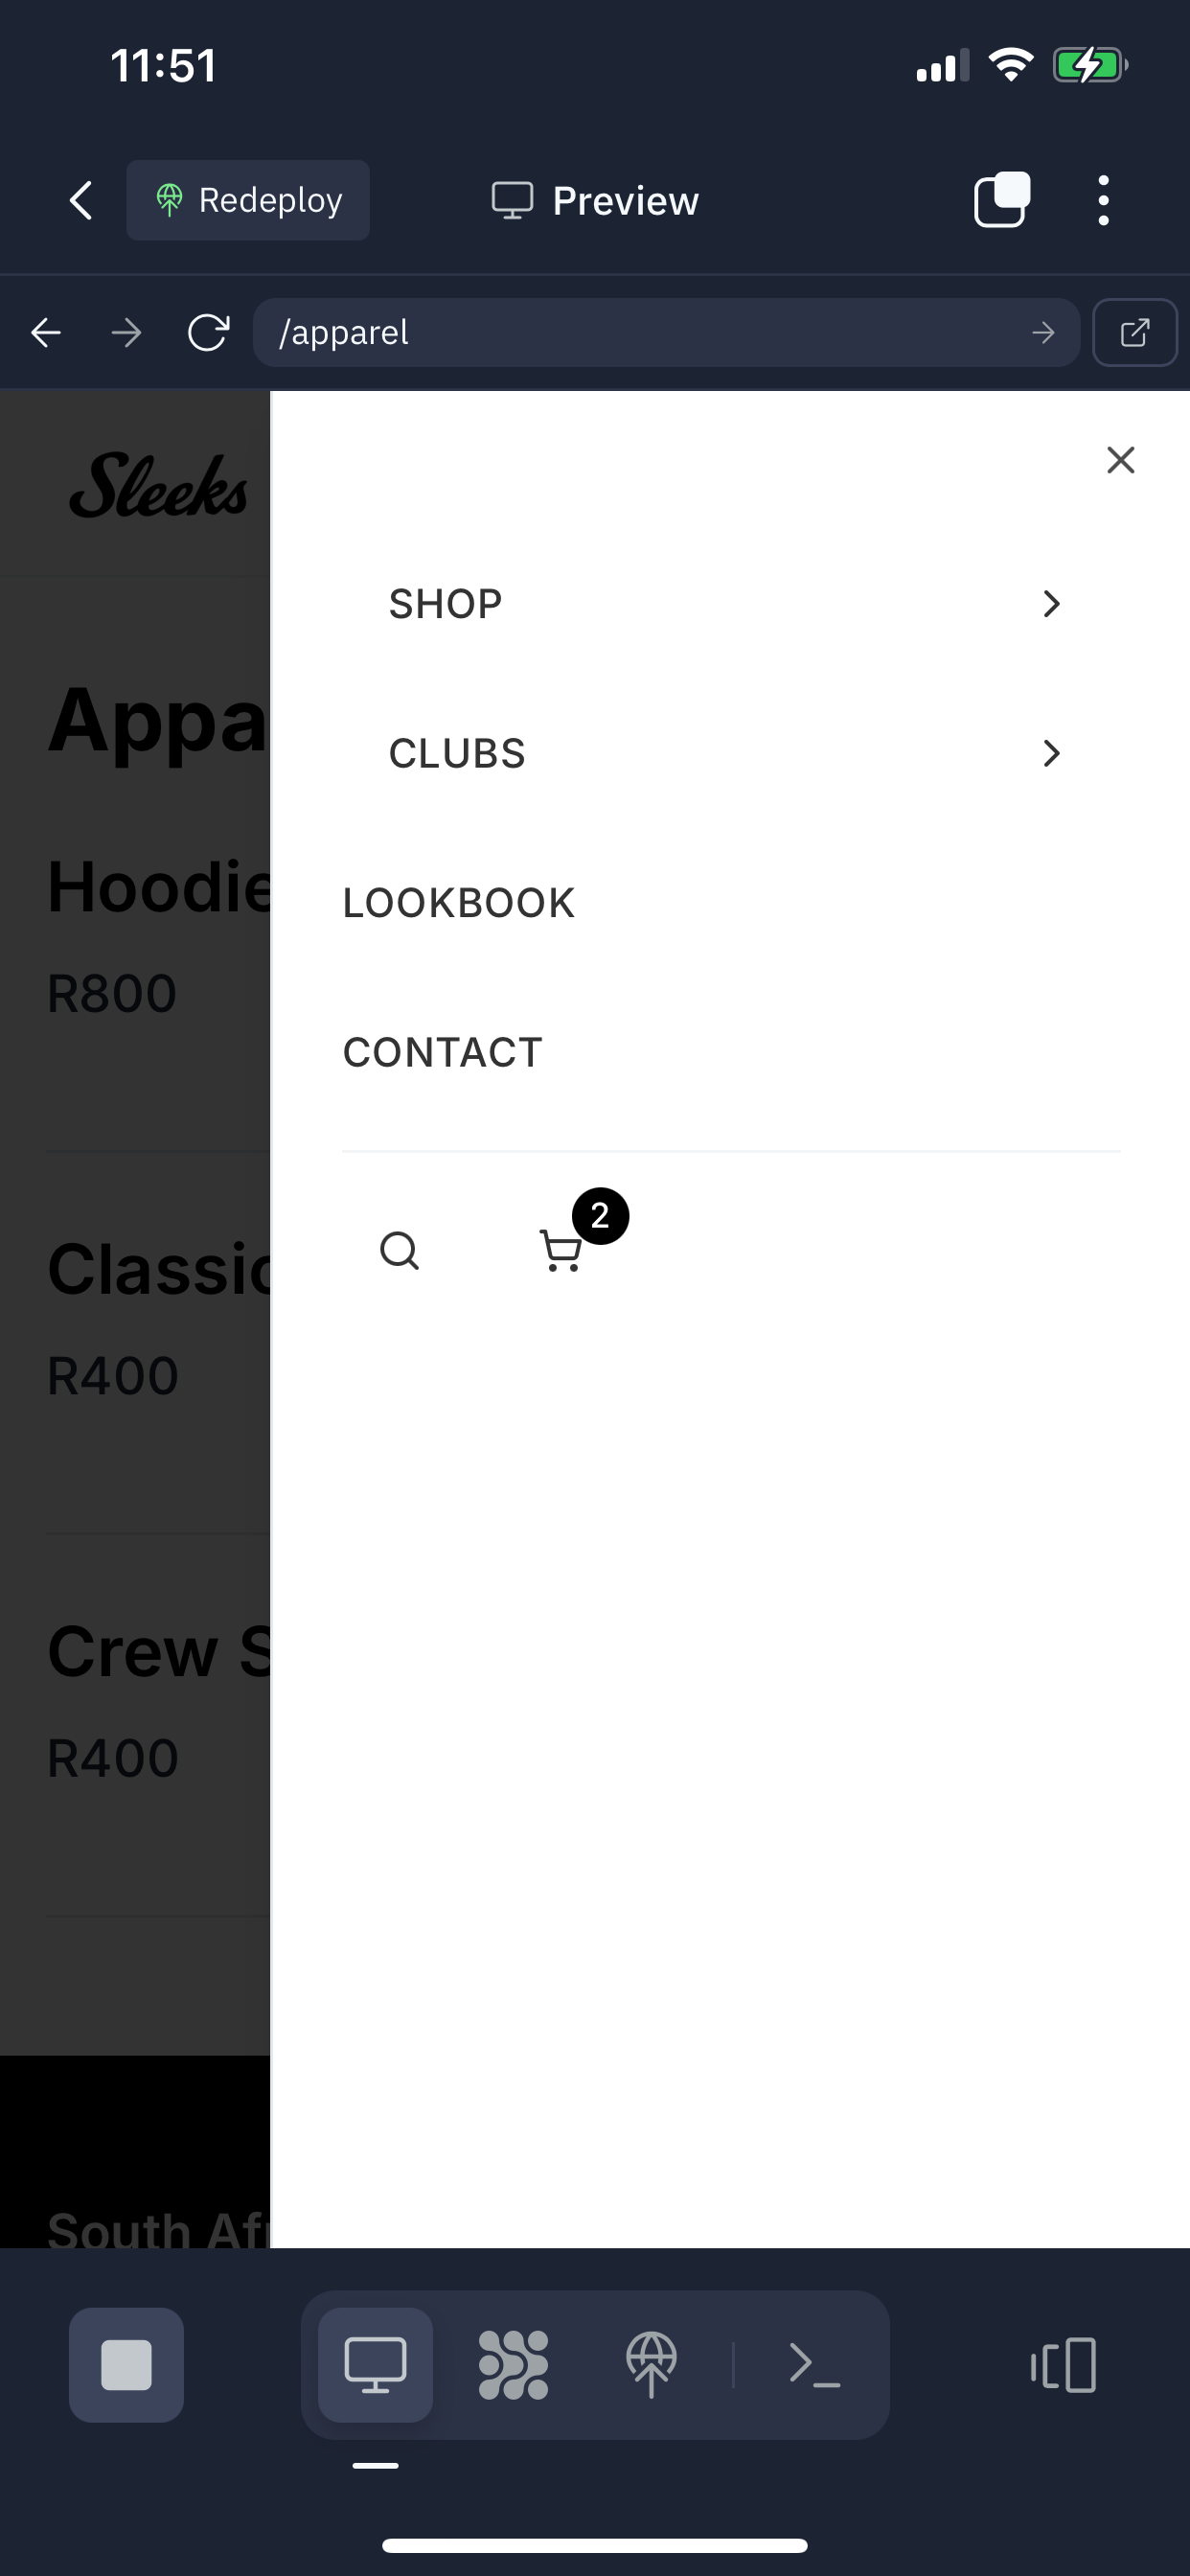 11:51
Redeploy
Preview
/apparel
Sleeks
SHOP
Appa
CLUBS
Hoodie
LOOKBOOK
R800
CONTACT
2
Classic
R400
Crew S
R400
South Afr